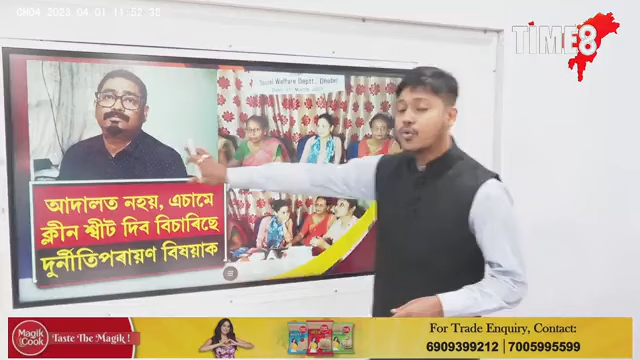 CH04 2023-04-01 11:52:38
TIME8
Social Welfare Deptt., Dhubri
আদালত নহয়, এচামে
ক্লীন শ্বীট দিব বিচাৰিছে
দুৰ্নীতিপৰায়ণ বিষয়াক
Magik Cook
Taste The Magik !
For Trade Enquiry, Contact:
6909399212 | 7005995599